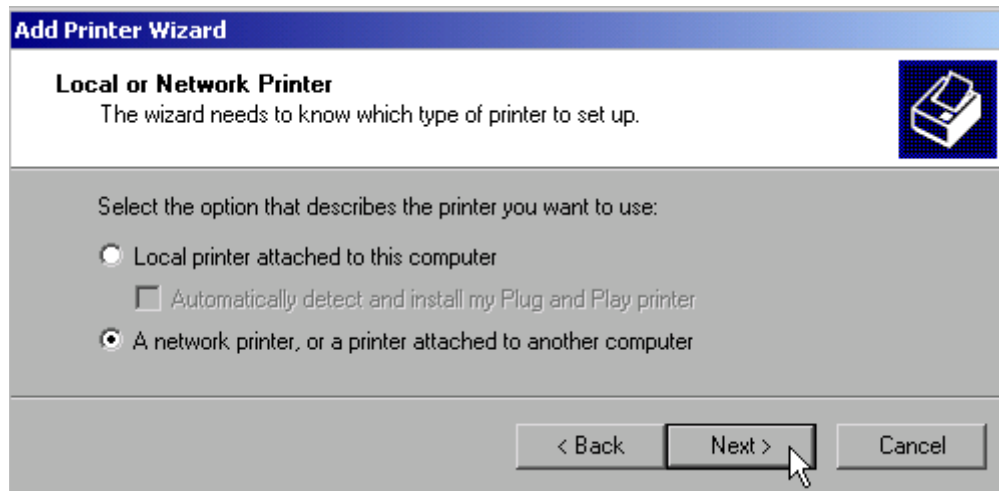 Add Printer Wizard
Local or Network Printer
The wizard needs to know which type of printer to set up.
Select the option that describes the printer you want to use:
Local printer attached to this computer
Automatically detect and install my Plug and Play printer
A network printer, or a printer attached to another computer
< Back Next > Cancel